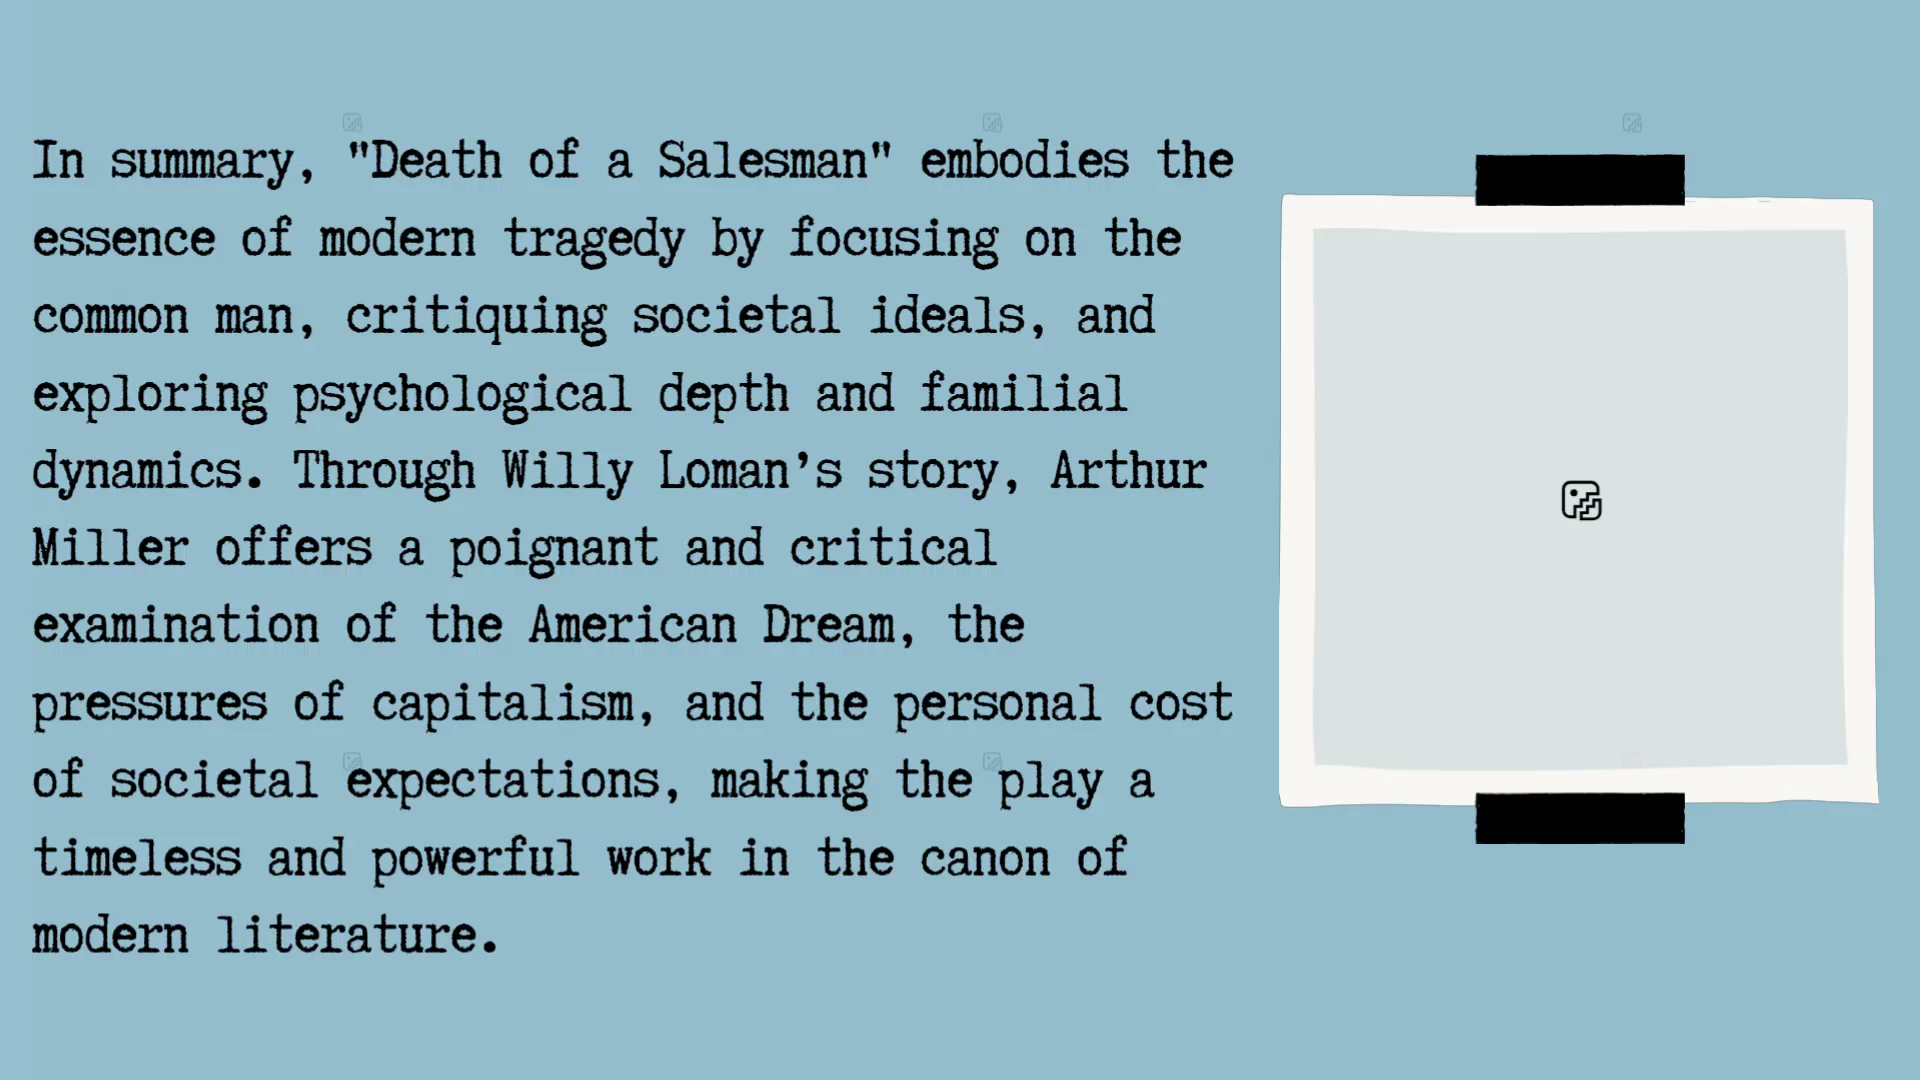 In summary, "Death of a Salesman" embodies the
essence of modern tragedy by focusing on the
common man, critiquing societal ideals, and
exploring psychological depth and familial
dynamics. Through Willy Loman's story, Arthur
Miller offers a poignant and critical
examination of the American Dream, the
pressures of capitalism, and the personal cost
of societal expectations, making the play a
timeless and powerful work in the canon of
modern literature.